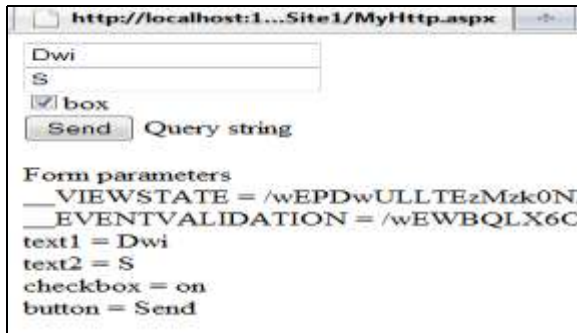 http://localhost:1...Site1/MyHttp.aspx
Dwi
S
box
Send Query string
Form parameters
__VIEWSTATE = /wEPDwULLTEzMzk0N
__EVENTVALIDATION = /wEWBQLX6C
text1 = Dwi
text2 = S
checkbox = on
button = Send